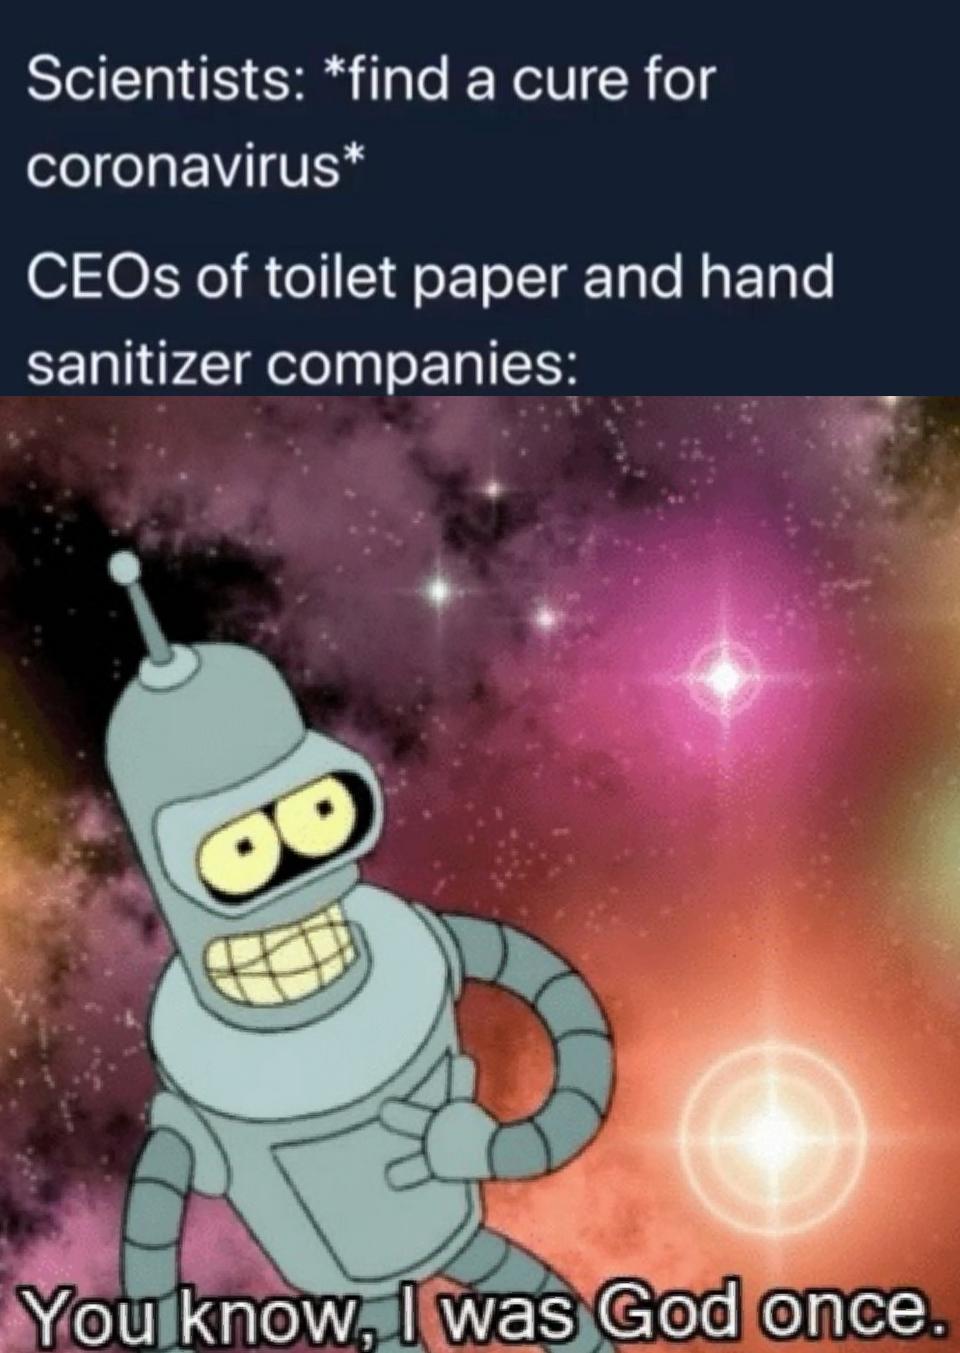 Scientists: *find a cure for
coronavirus*
CEOs of toilet paper and hand
sanitizer companies:
You know, I was God once.